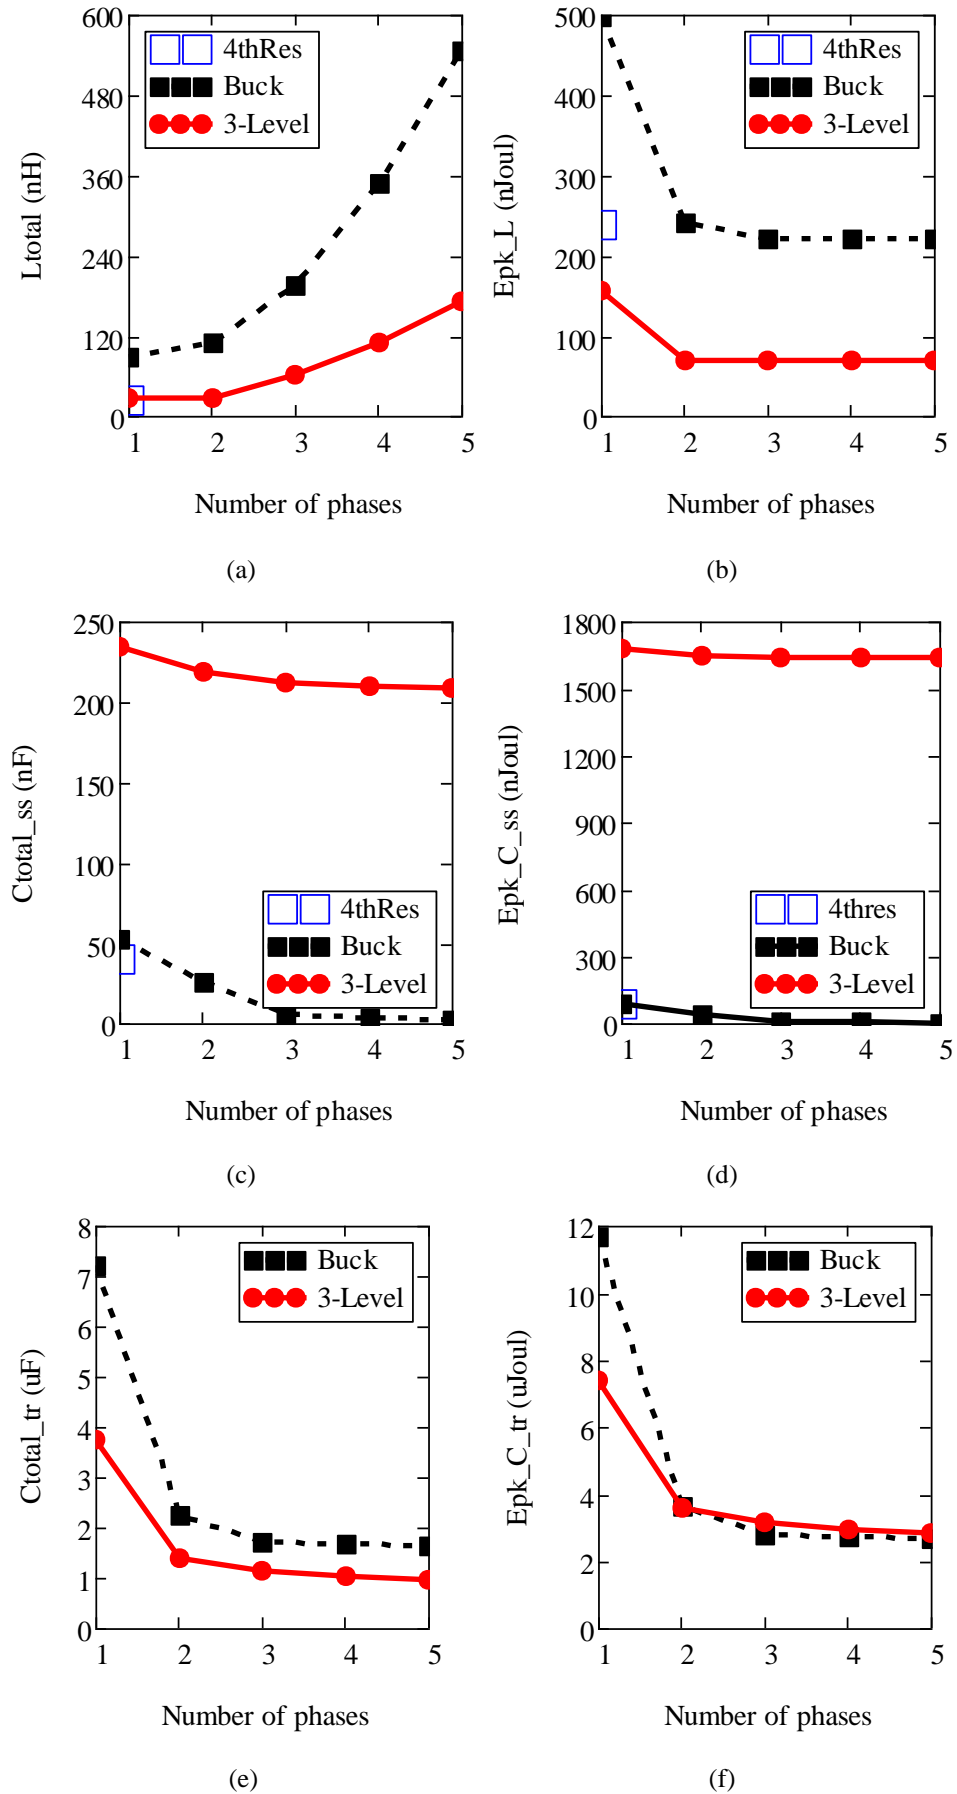 600
480
360
240
120
0
Ltotal (nH)
4thRes
Buck
3-Level
1 2 3 4 5
Number of phases
(a)
500
400
300
200
100
0
Epk_L (nJoul)
4thRes
Buck
3-Level
1 2 3 4 5
Number of phases
(b)
250
200
150
100
50
0
Ctotal_ss (nF)
4thRes
Buck
3-Level
1 2 3 4 5
Number of phases
(c)
1800
1500
1200
900
600
300
0
Epk_C_ss (nJoul)
4thres
Buck
3-Level
1 2 3 4 5
Number of phases
(d)
8
7
6
5
4
3
2
1
0
Ctotal_tr (uF)
Buck
3-Level
1 2 3 4 5
Number of phases
(e)
12
10
8
6
4
2
0
Epk_C_tr (uJoul)
Buck
3-Level
1 2 3 4 5
Number of phases
(f)